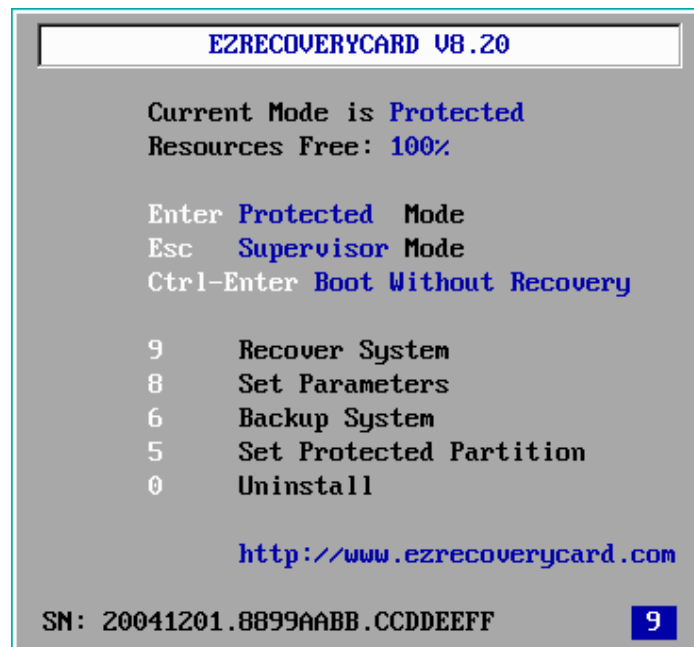 EZRECOVERYCARD V8.20
Current Mode is Protected
Resources Free: 100%
Enter Protected Mode
Esc Supervisor Mode
Ctrl-Enter Boot Without Recovery
9 Recover System
8 Set Parameters
6 Backup System
5 Set Protected Partition
0 Uninstall
http://www.ezrecoverycard.com
SN: 20041201.8899AABB.CCDDEEFF 9